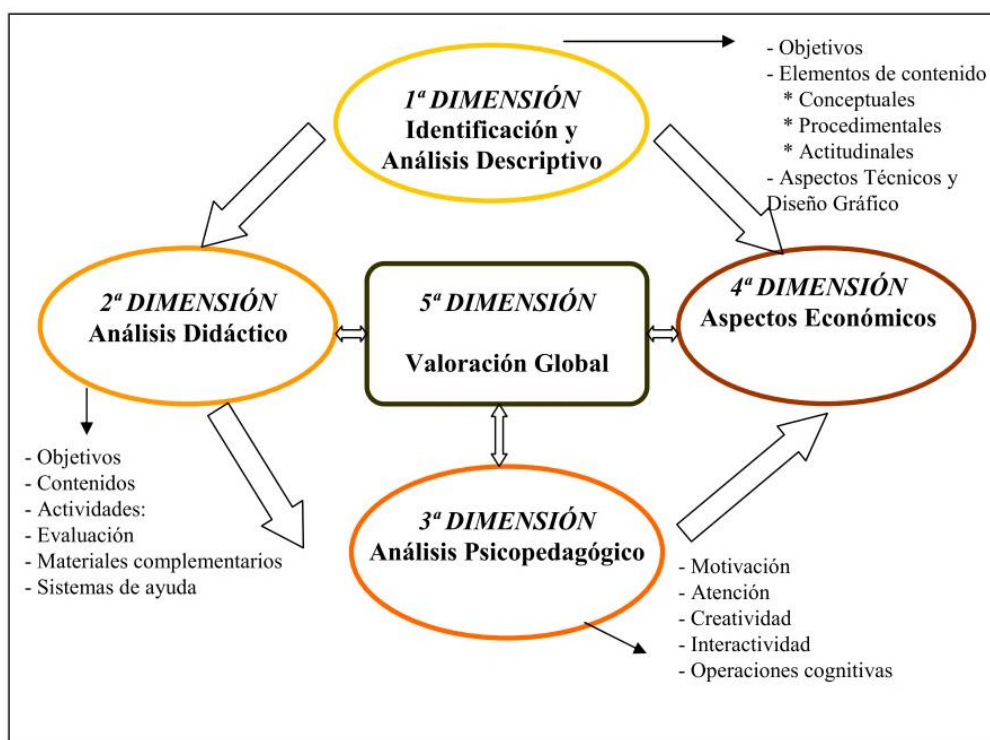 1ª DIMENSIÓN
Identificación y
Análisis Descriptivo
- Objetivos
- Elementos de contenido
* Conceptuales
* Procedimentales
* Actitudinales
- Aspectos Técnicos y
Diseño Gráfico
2ª DIMENSIÓN
Análisis Didáctico
5ª DIMENSIÓN
Valoración Global
4ª DIMENSIÓN
Aspectos Económicos
- Objetivos
- Contenidos
- Actividades:
- Evaluación
- Materiales complementarios
- Sistemas de ayuda
3ª DIMENSIÓN
Análisis Psicopedagógico
- Motivación
- Atención
- Creatividad
- Interactividad
- Operaciones cognitivas